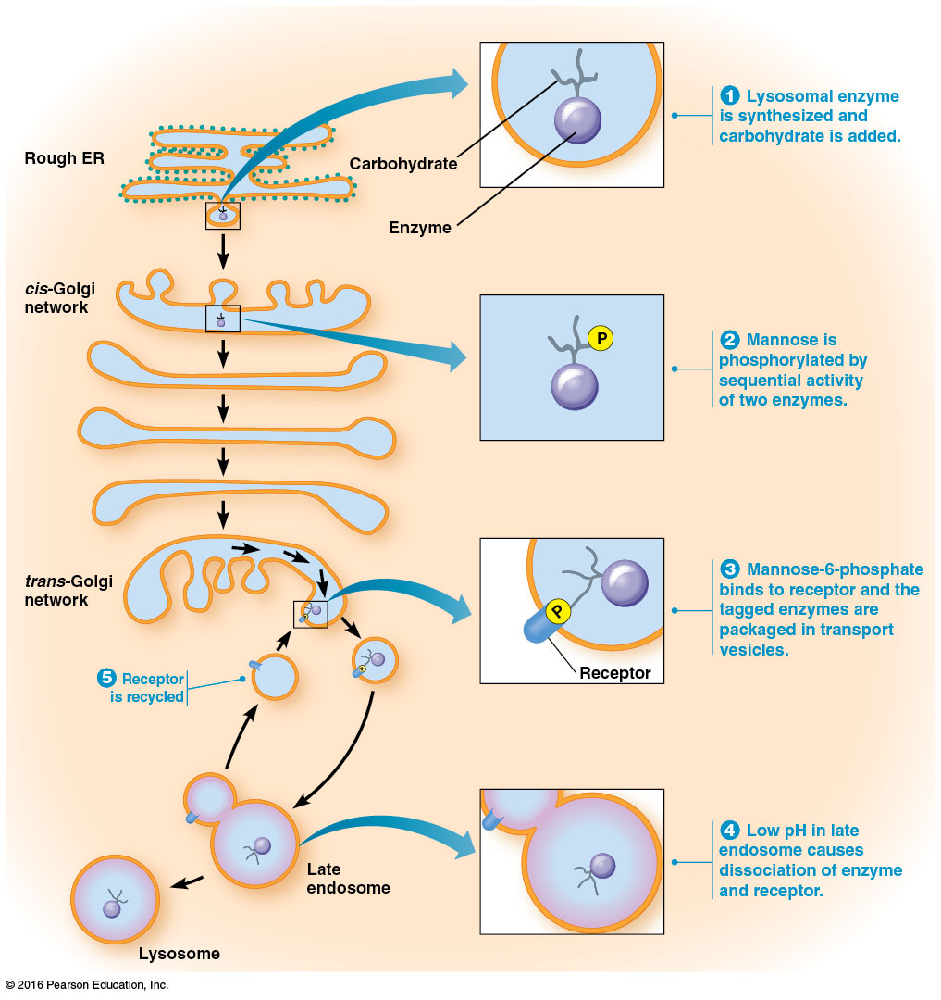 1 Lysosomal enzyme
is synthesized and
carbohydrate is added.
Rough ER
Carbohydrate
Enzyme
cis-Golgi
network
P
2 Mannose is
phosphorylated by
sequential activity
of two enzymes.
trans-Golgi
network
P
P
P
3 Mannose-6-phosphate
binds to receptor and the
tagged enzymes are
packaged in transport
vesicles.
Receptor
5 Receptor
is recycled
4 Low pH in late
endosome causes
dissociation of enzyme
and receptor.
Late
endosome
Lysosome
© 2016 Pearson Education, Inc.